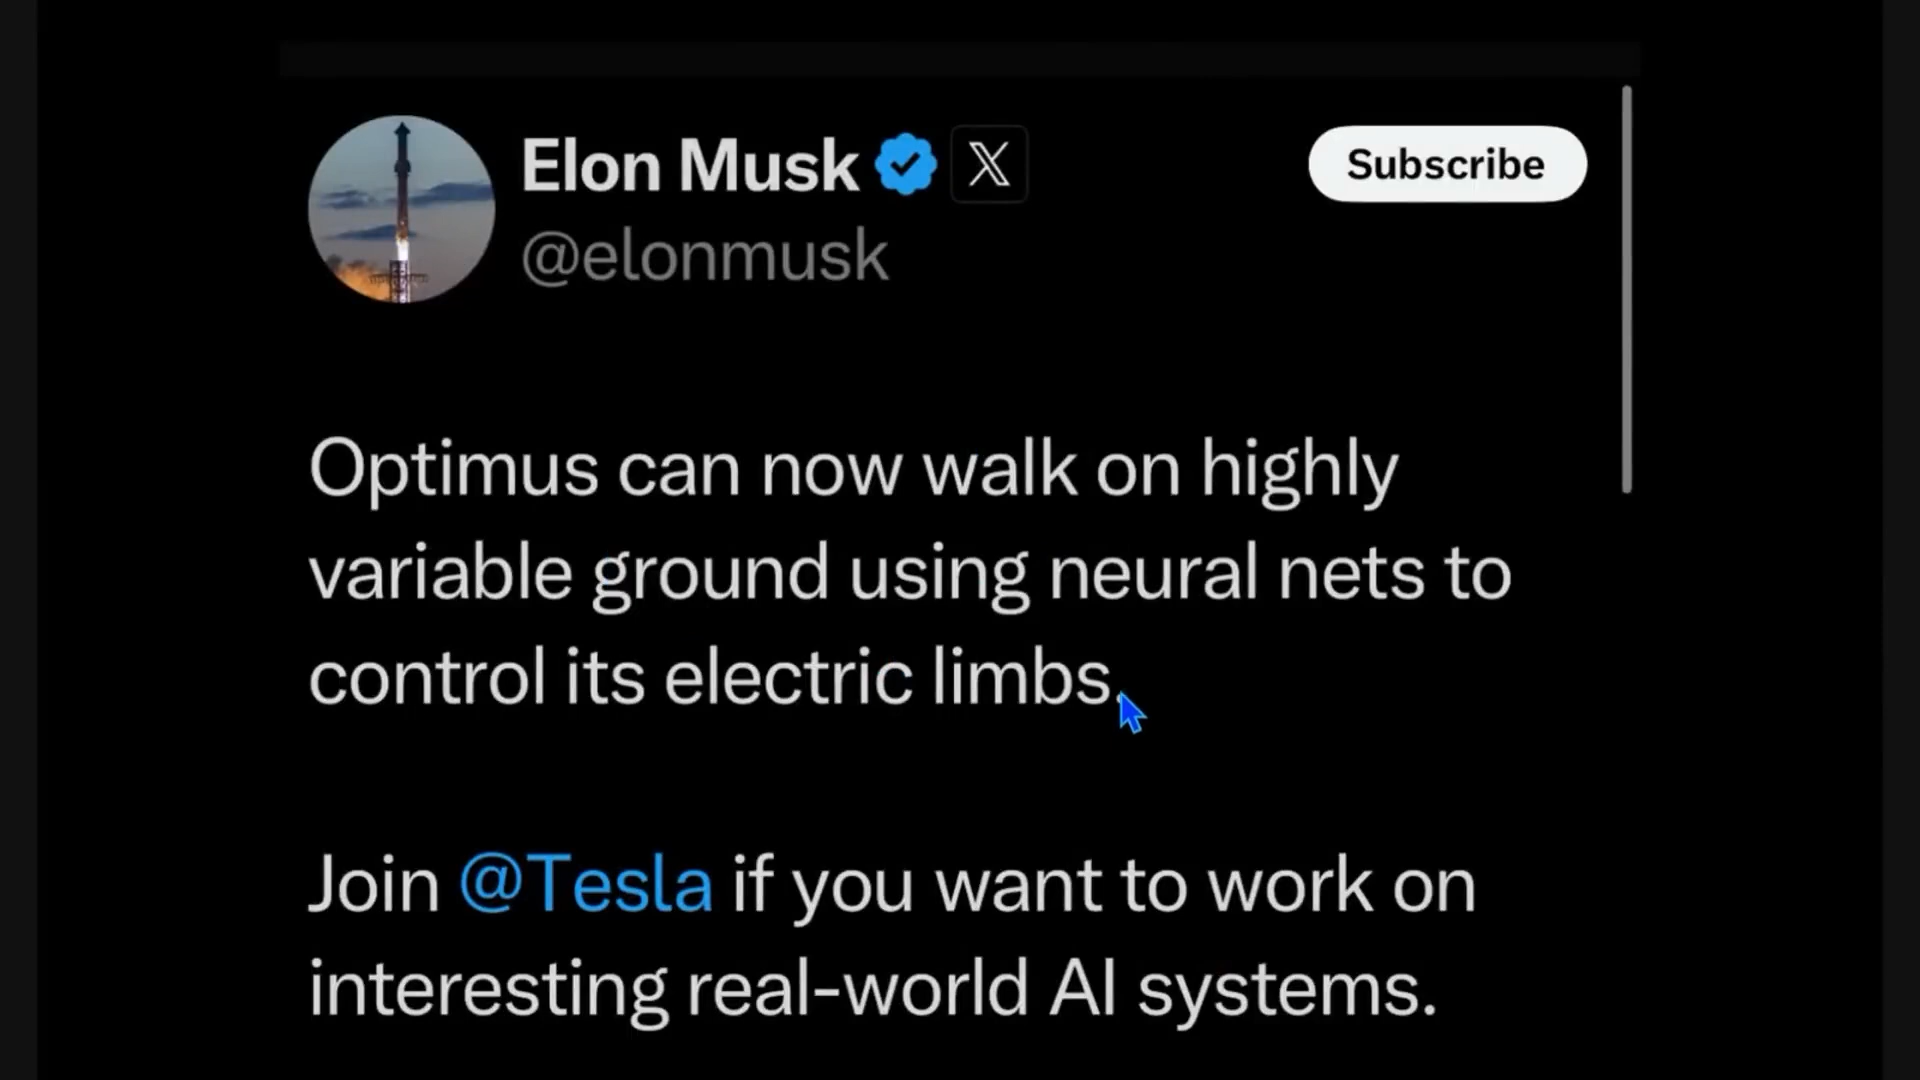 Elon Musk
Subscribe
@elonmusk
Optimus can now walk on highly
variable ground using neural nets to
control its electric limbs.
Join @Tesla if you want to work on
interesting real-world AI systems.